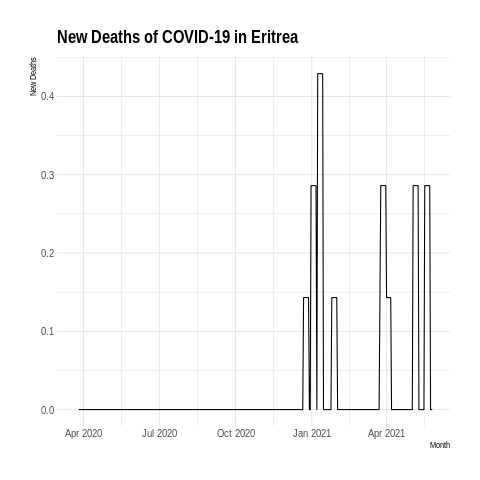 New Deaths of COVID-19 in Eritrea
New Deaths
0.4
0.3
0.2
0.1
0.0
Apr 2020 Jul 2020 Oct 2020 Jan 2021 Apr 2021
Month